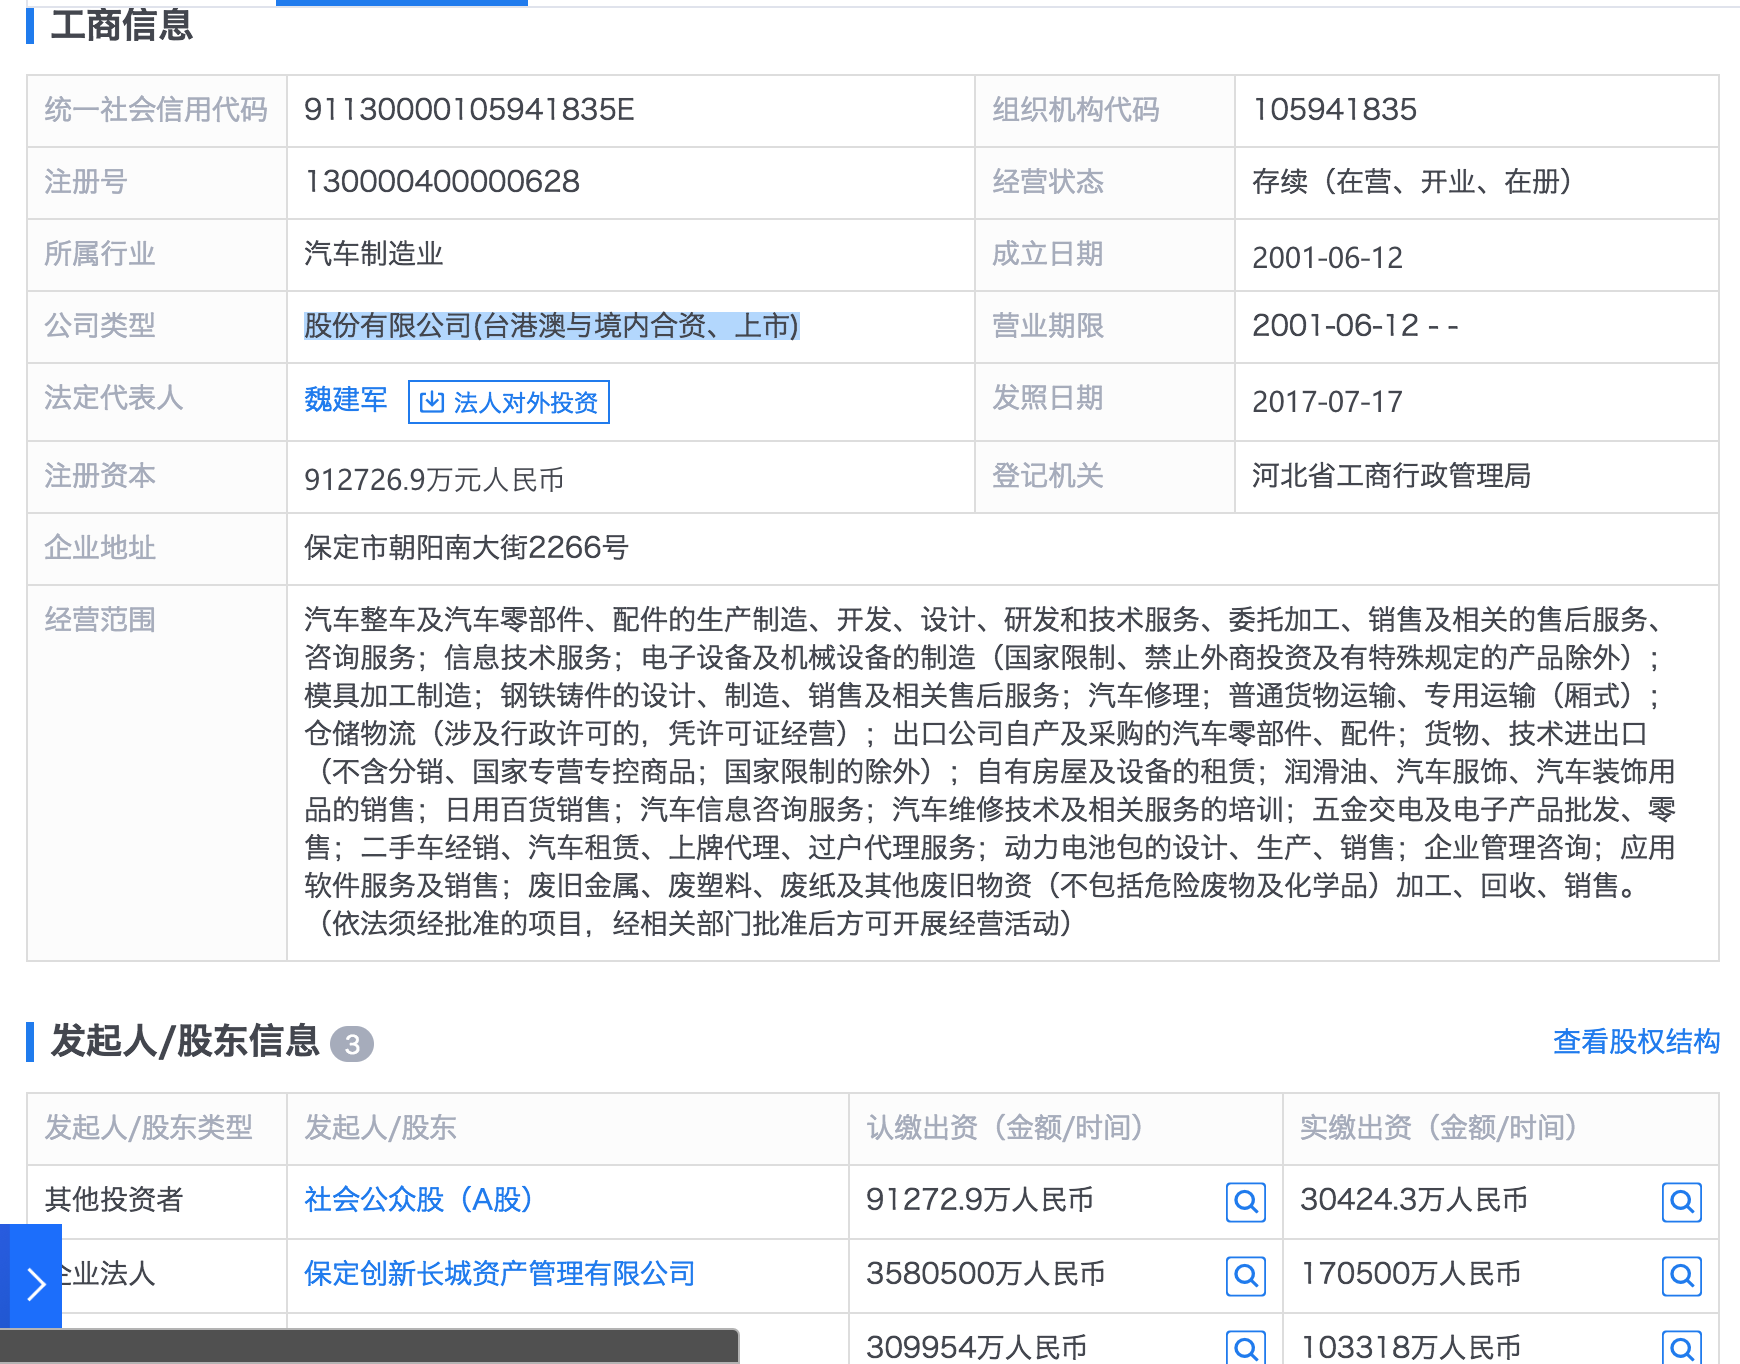 工商信息
统一社会信用代码 91130000105941835E 组织机构代码 105941835
注册号 130000400000628 经营状态 存续（在营、开业、在册）
所属行业 汽车制造业 成立日期 2001-06-12
公司类型 股份有限公司(台港澳与境内合资、上市) 营业期限 2001-06-12 - -
法定代表人 魏建军 法人对外投资 发照日期 2017-07-17
注册资本 912726.9万元人民币 登记机关 河北省工商行政管理局
企业地址 保定市朝阳南大街2266号
经营范围 汽车整车及汽车零部件、配件的生产制造、开发、设计、研发和技术服务、委托加工、销售及相关的售后服务、
咨询服务；信息技术服务；电子设备及机械设备的制造（国家限制、禁止外商投资及有特殊规定的产品除外）；
模具加工制造；钢铁铸件的设计、制造、销售及相关售后服务；汽车修理；普通货物运输、专用运输（厢式）；
仓储物流（涉及行政许可的，凭许可证经营）；出口公司自产及采购的汽车零部件、配件；货物、技术进出口
（不含分销、国家专营专控商品；国家限制的除外）；自有房屋及设备的租赁；润滑油、汽车服饰、汽车装饰用
品的销售；日用百货销售；汽车信息咨询服务；汽车维修技术及相关服务的培训；五金交电及电子产品批发、零
售；二手车经销、汽车租赁、上牌代理、过户代理服务；动力电池包的设计、生产、销售；企业管理咨询；应用
软件服务及销售；废旧金属、废塑料、废纸及其他废旧物资（不包括危险废物及化学品）加工、回收、销售。
（依法须经批准的项目，经相关部门批准后方可开展经营活动）
发起人/股东信息 3 查看股权结构
发起人/股东类型 发起人/股东 认缴出资（金额/时间） 实缴出资（金额/时间）
其他投资者 社会公众股（A股） 91272.9万人民币 30424.3万人民币
企业法人 保定创新长城资产管理有限公司 3580500万人民币 170500万人民币
309954万人民币 103318万人民币